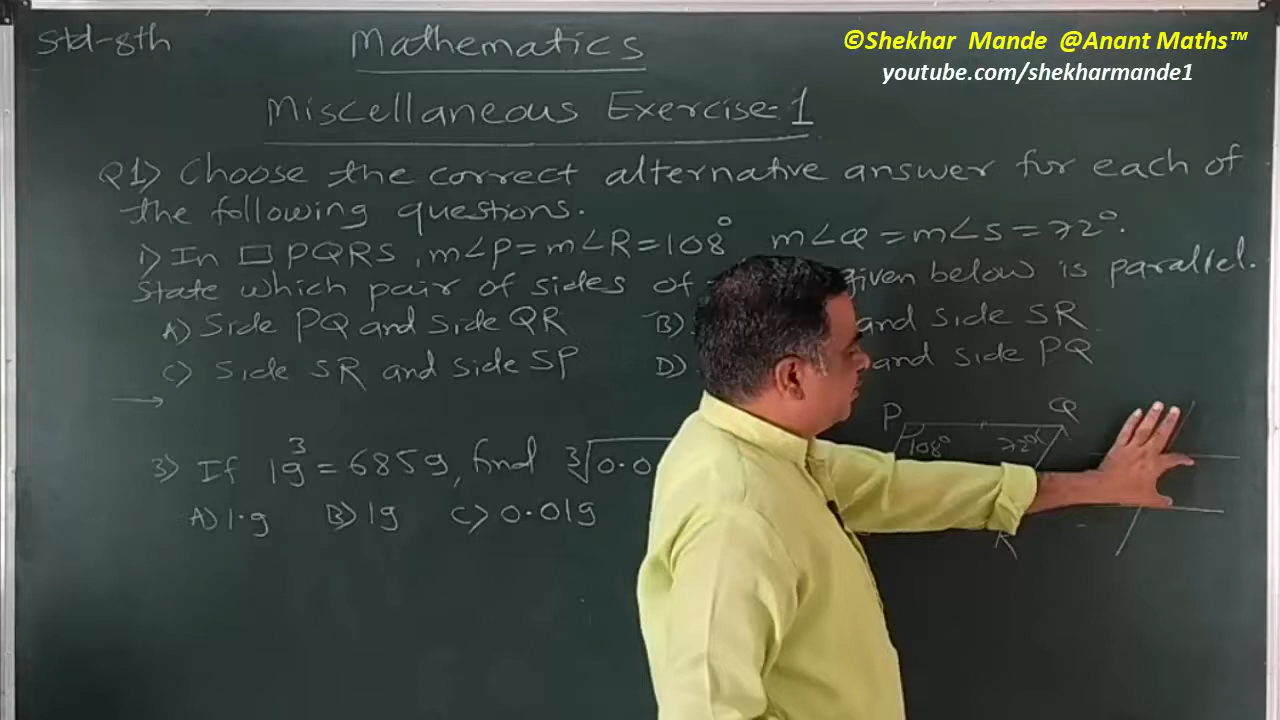 Std-8th
Mathematics
©Shekhar Mande @Anant Maths™
youtube.com/shekharmande1
Miscellaneous Exercise-1
Q1> Choose the correct alternative answer for each of
the following questions.
1) In □ PQRS, m∠P = m∠R = 108° m∠Q = m∠S = 72°.
State which pair of sides of given below is parallel.
A) Side PQ and Side QR B) and side SR
C) Side SR and Side SP D) and side PQ
P Q
108° 72°
3) If 19³ = 6859, find ∛0.0
A) 1.9 B) 19 C) 0.019
R